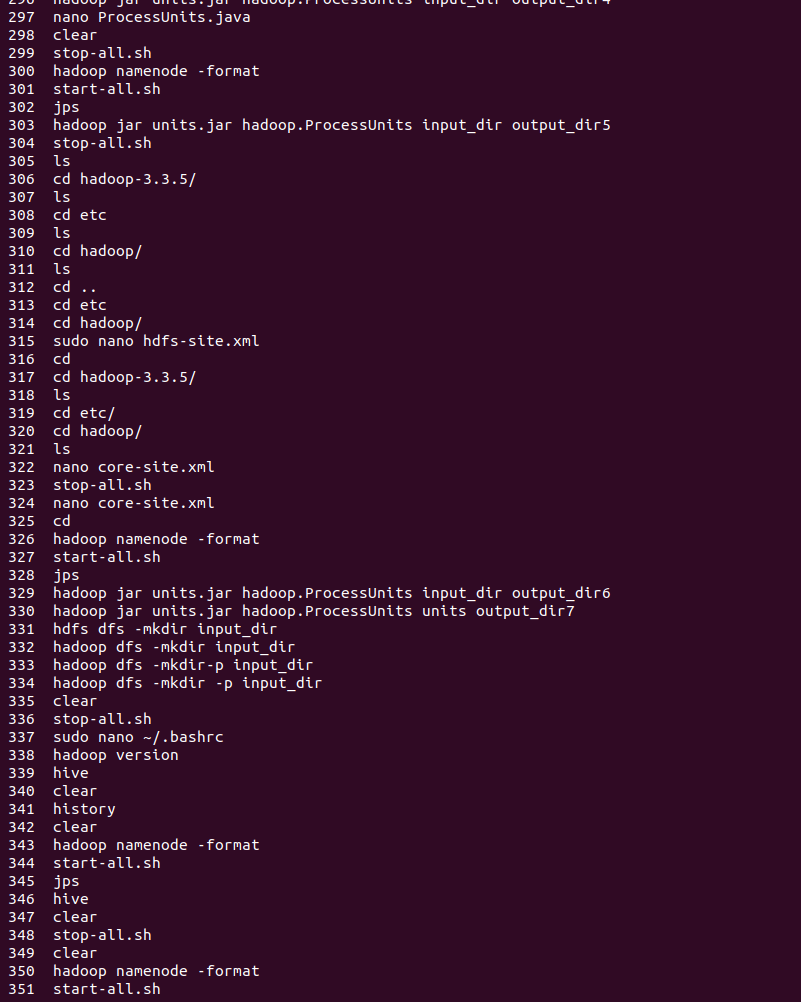 296  hadoop jar units.jar hadoop.ProcessUnits input_dir output_dir4
297  nano ProcessUnits.java
298  clear
299  stop-all.sh
300  hadoop namenode -format
301  start-all.sh
302  jps
303  hadoop jar units.jar hadoop.ProcessUnits input_dir output_dir5
304  stop-all.sh
305  ls
306  cd hadoop-3.3.5/
307  ls
308  cd etc
309  ls
310  cd hadoop/
311  ls
312  cd ..
313  cd etc
314  cd hadoop/
315  sudo nano hdfs-site.xml
316  cd
317  cd hadoop-3.3.5/
318  ls
319  cd etc/
320  cd hadoop/
321  ls
322  nano core-site.xml
323  stop-all.sh
324  nano core-site.xml
325  cd
326  hadoop namenode -format
327  start-all.sh
328  jps
329  hadoop jar units.jar hadoop.ProcessUnits input_dir output_dir6
330  hadoop jar units.jar hadoop.ProcessUnits units output_dir7
331  hdfs dfs -mkdir input_dir
332  hadoop dfs -mkdir input_dir
333  hadoop dfs -mkdir-p input_dir
334  hadoop dfs -mkdir -p input_dir
335  clear
336  stop-all.sh
337  sudo nano ~/.bashrc
338  hadoop version
339  hive
340  clear
341  history
342  clear
343  hadoop namenode -format
344  start-all.sh
345  jps
346  hive
347  clear
348  stop-all.sh
349  clear
350  hadoop namenode -format
351  start-all.sh